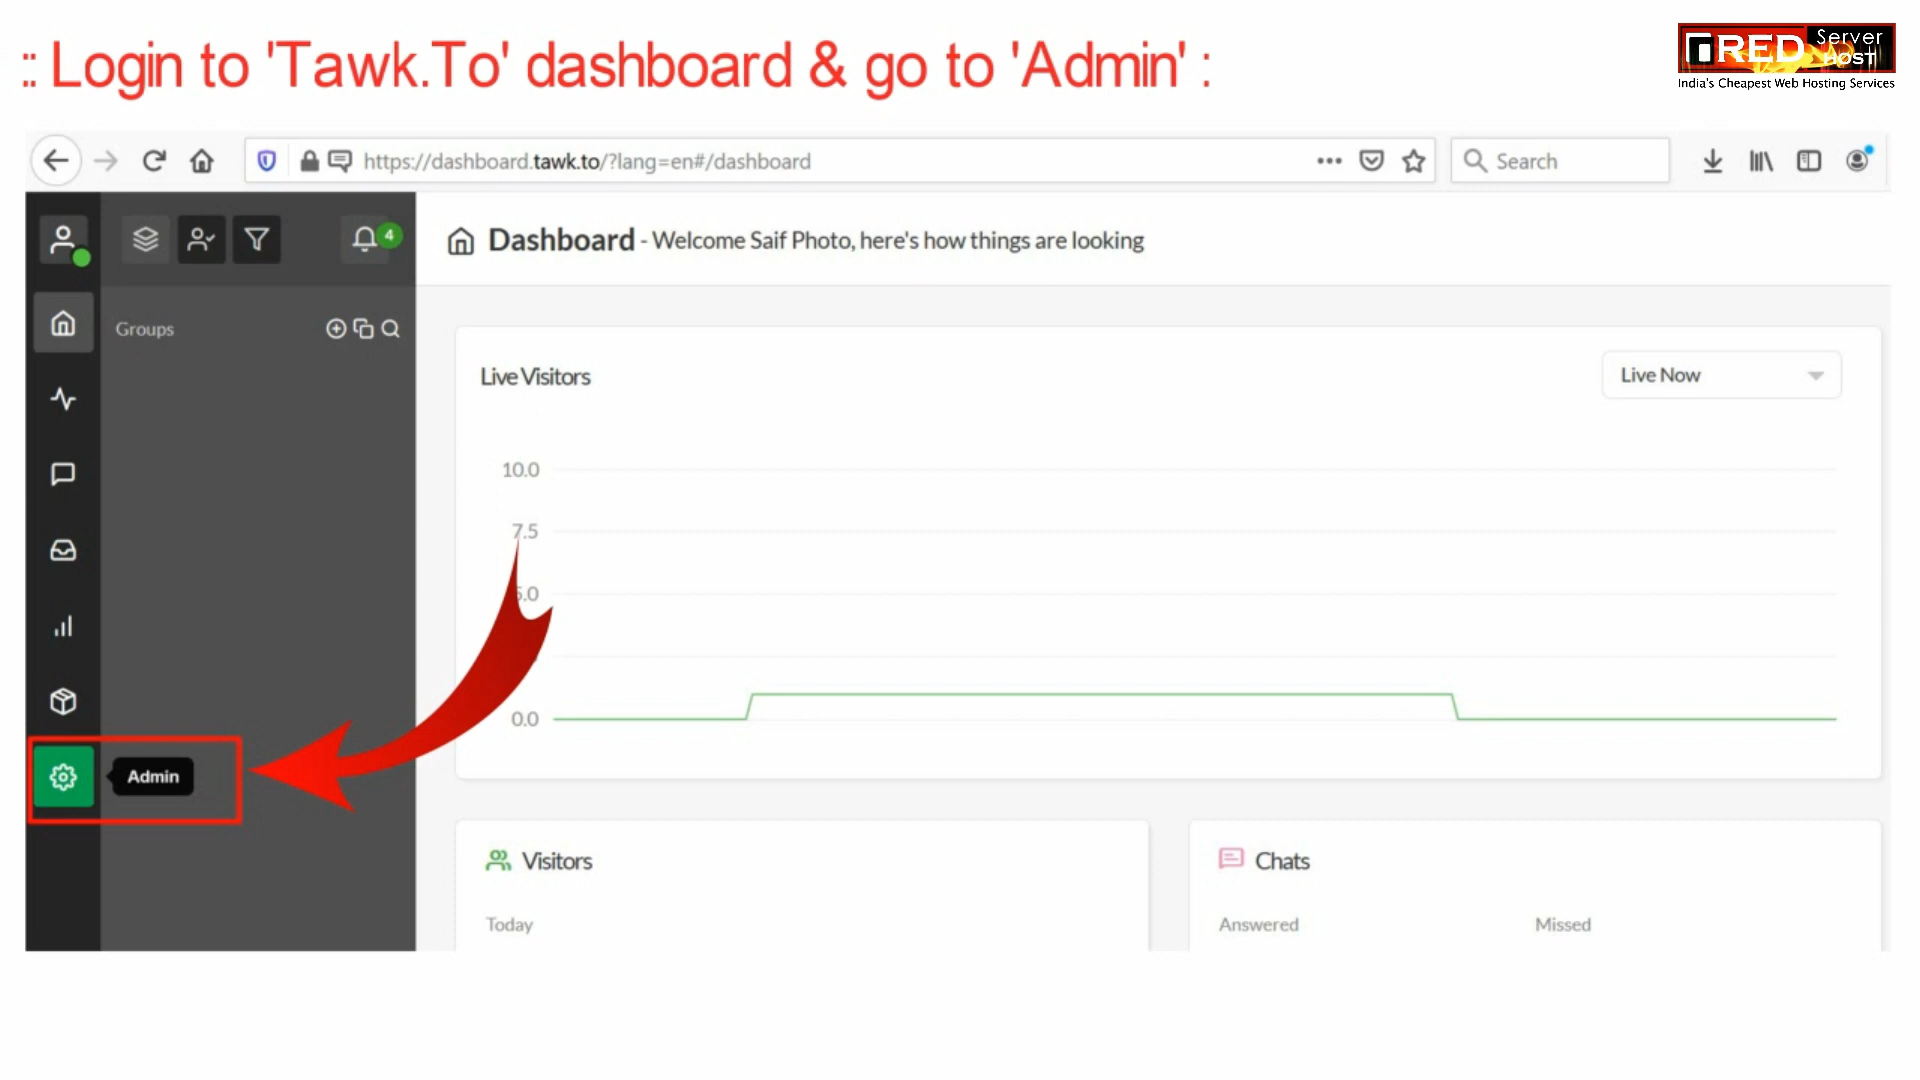 :: Login to 'Tawk.To' dashboard & go to 'Admin' :
RED Server HOST
India's Cheapest Web Hosting Services
https://dashboard.tawk.to/?lang=en#/dashboard
Search
4
Dashboard - Welcome Saif Photo, here's how things are looking
Groups
Live Visitors
Live Now
10.0
7.5
5.0
0.0
Admin
Visitors
Chats
Today
Answered
Missed